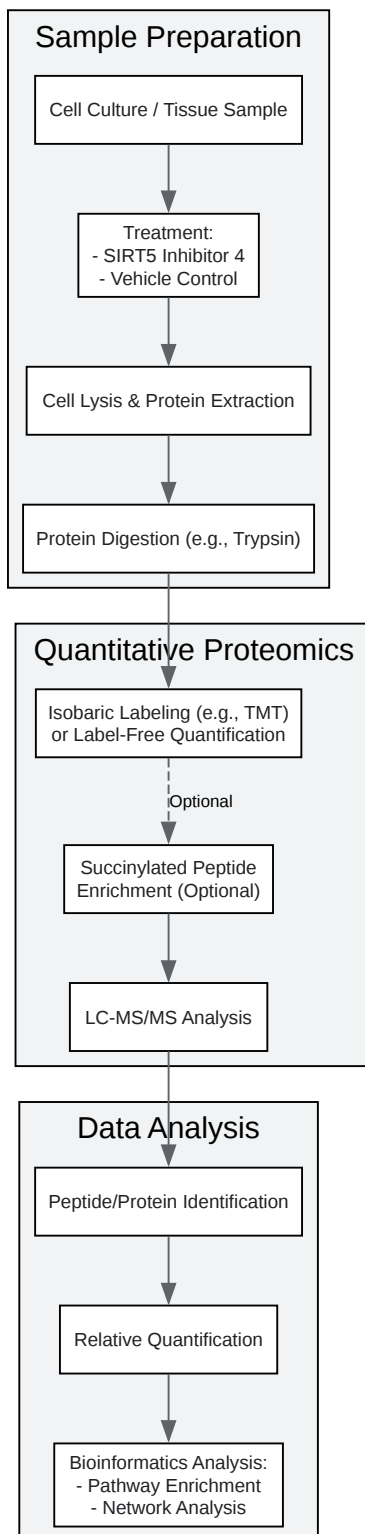 Sample Preparation
Cell Culture / Tissue Sample
Treatment:
- SIRT5 Inhibitor 4
- Vehicle Control
Cell Lysis & Protein Extraction
Protein Digestion (e.g., Trypsin)
Quantitative Proteomics
Isobaric Labeling (e.g., TMT)
or Label-Free Quantification
Optional
Succinylated Peptide
Enrichment (Optional)
LC-MS/MS Analysis
Data Analysis
Peptide/Protein Identification
Relative Quantification
Bioinformatics Analysis:
- Pathway Enrichment
- Network Analysis